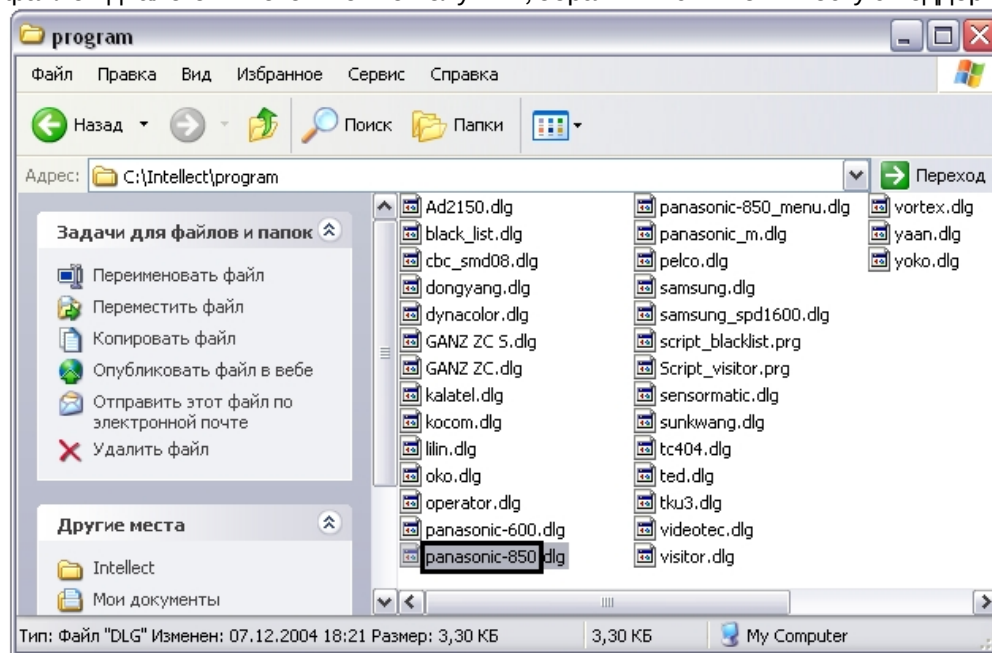 program
Файл Правка Вид Избранное Сервис Справка
Назад Поиск Папки
Адрес: C:\Intellect\program Переход
Задачи для файлов и папок
Переименовать файл
Переместить файл
Копировать файл
Опубликовать файл в вебе
Отправить этот файл по
электронной почте
Удалить файл
Другие места
Intellect
Мои документы
Ad2150.dlg
black_list.dlg
cbc_smd08.dlg
dongyang.dlg
dynacolor.dlg
GANZ ZC S.dlg
GANZ ZC.dlg
kalatel.dlg
kocom.dlg
lilin.dlg
oko.dlg
operator.dlg
panasonic-600.dlg
panasonic-850 dlg
panasonic-850_menu.dlg
panasonic_m.dlg
pelco.dlg
samsung.dlg
samsung_spd1600.dlg
script_blacklist.prg
Script_visitor.prg
sensormatic.dlg
sunkwang.dlg
tc404.dlg
ted.dlg
tku3.dlg
videotec.dlg
visitor.dlg
vortex.dlg
yaan.dlg
yoko.dlg
Тип: Файл "DLG" Изменен: 07.12.2004 18:21 Размер: 3,30 КБ 3,30 КБ My Computer